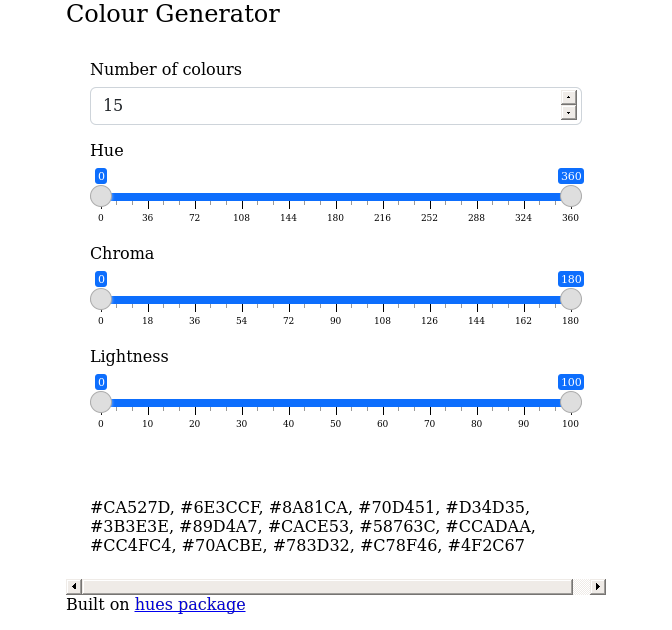 Colour Generator
Number of colours
15
Hue
0 360
0 36 72 108 144 180 216 252 288 324 360
Chroma
0 180
0 18 36 54 72 90 108 126 144 162 180
Lightness
0 100
0 10 20 30 40 50 60 70 80 90 100
#CA527D, #6E3CCF, #8A81CA, #70D451, #D34D35,
#3B3E3E, #89D4A7, #CACE53, #58763C, #CCADAA,
#CC4FC4, #70ACBE, #783D32, #C78F46, #4F2C67
Built on hues package